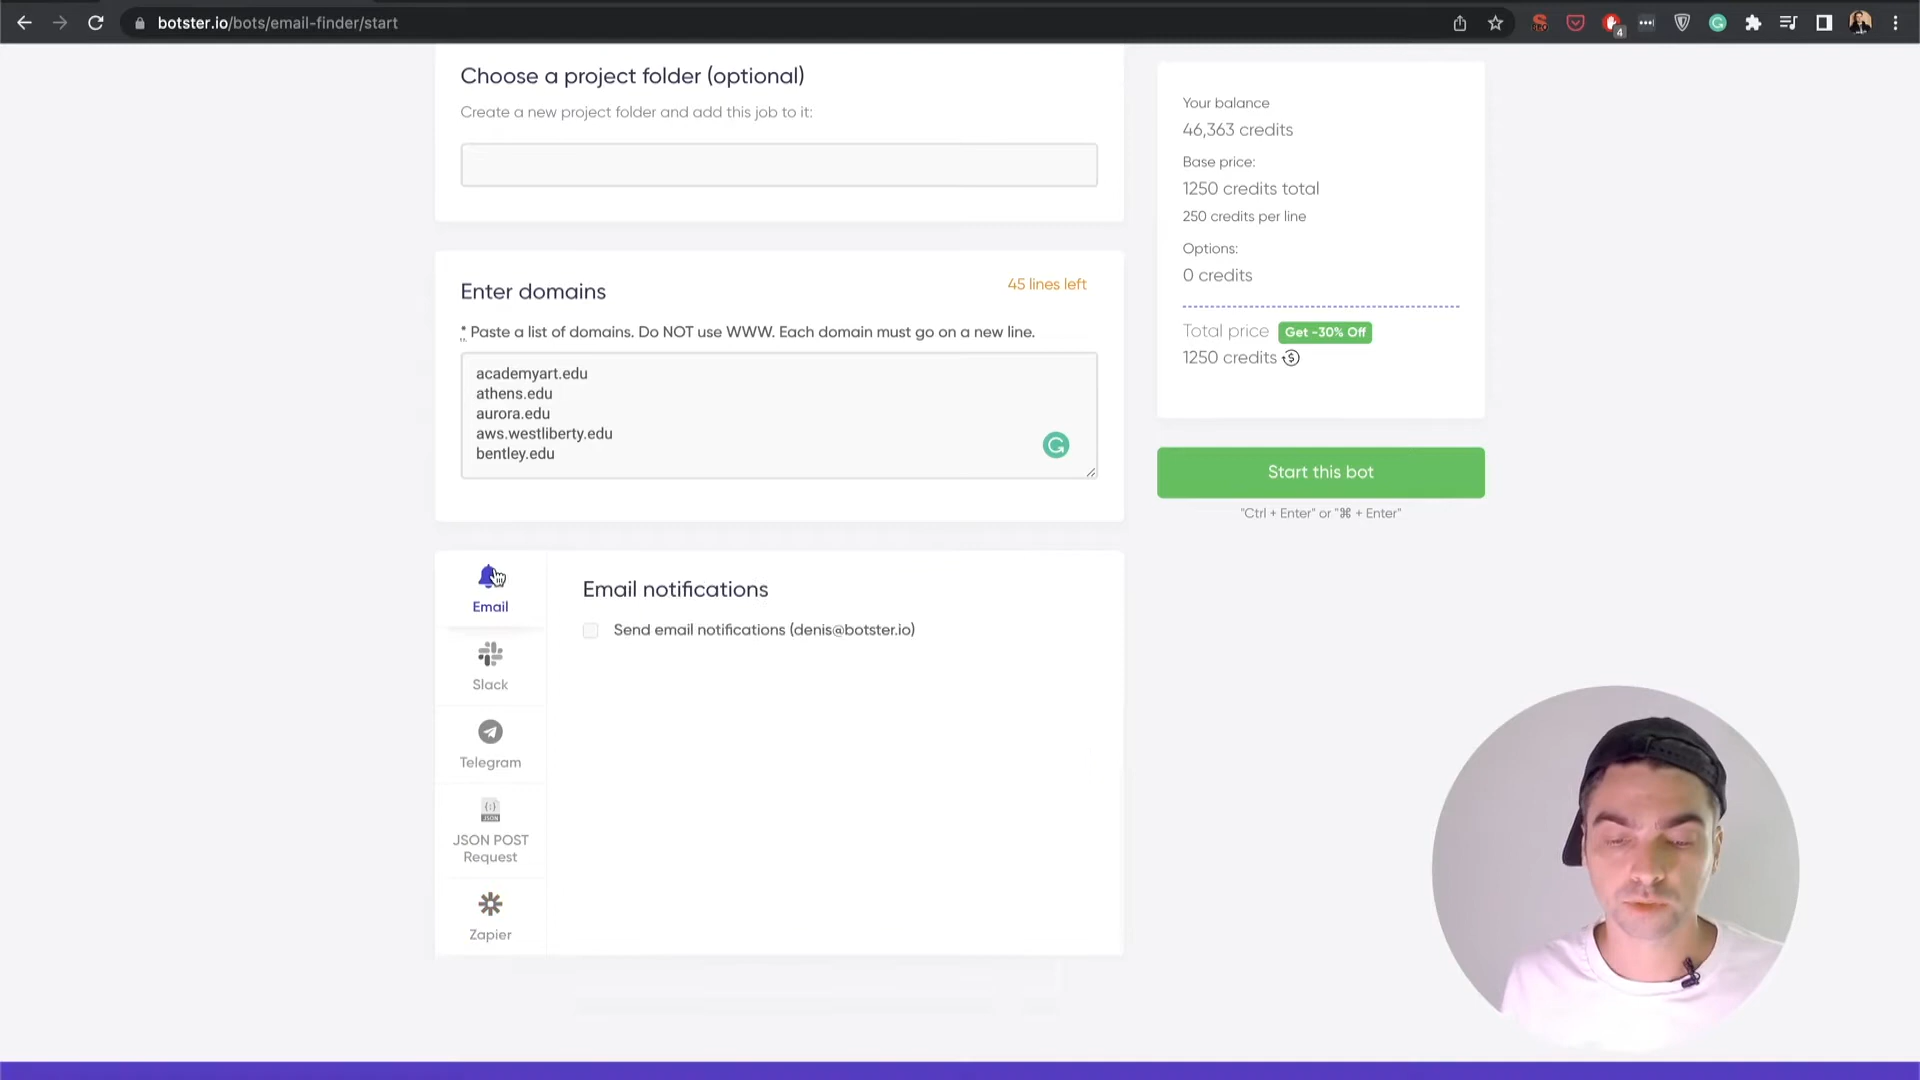 botster.io/bots/email-finder/start
4
Choose a project folder (optional)
Create a new project folder and add this job to it:
Enter domains
45 lines left
* Paste a list of domains. Do NOT use WWW. Each domain must go on a new line.
academyart.edu
athens.edu
aurora.edu
aws.westliberty.edu
bentley.edu
Email
Slack
Telegram
{:}
JSON
JSON POST
Request
Zapier
Email notifications
Send email notifications (denis@botster.io)
Your balance
46,363 credits
Base price:
1250 credits total
250 credits per line
Options:
0 credits
Total price Get -30% Off
1250 credits
Start this bot
"Ctrl + Enter" or "⌘ + Enter"